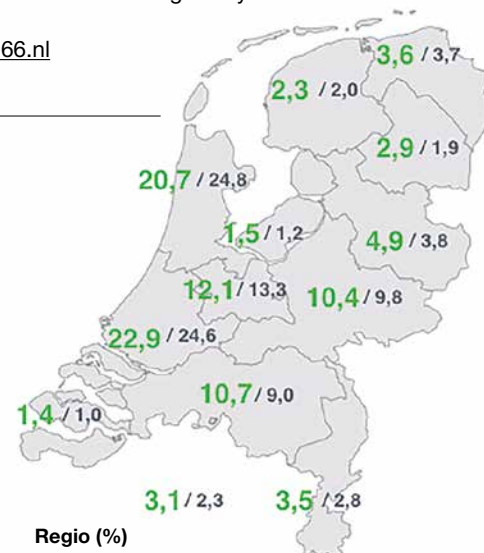 66.nl
3,6 / 3,7
2,3 / 2,0
2,9 / 1,9
20,7 / 24,8
1,5 / 1,2
4,9 / 3,8
12,1 / 13,3
10,4 / 9,8
22,9 / 24,6
10,7 / 9,0
1,4 / 1,0
3,1 / 2,3
3,5 / 2,8
Regio (%)